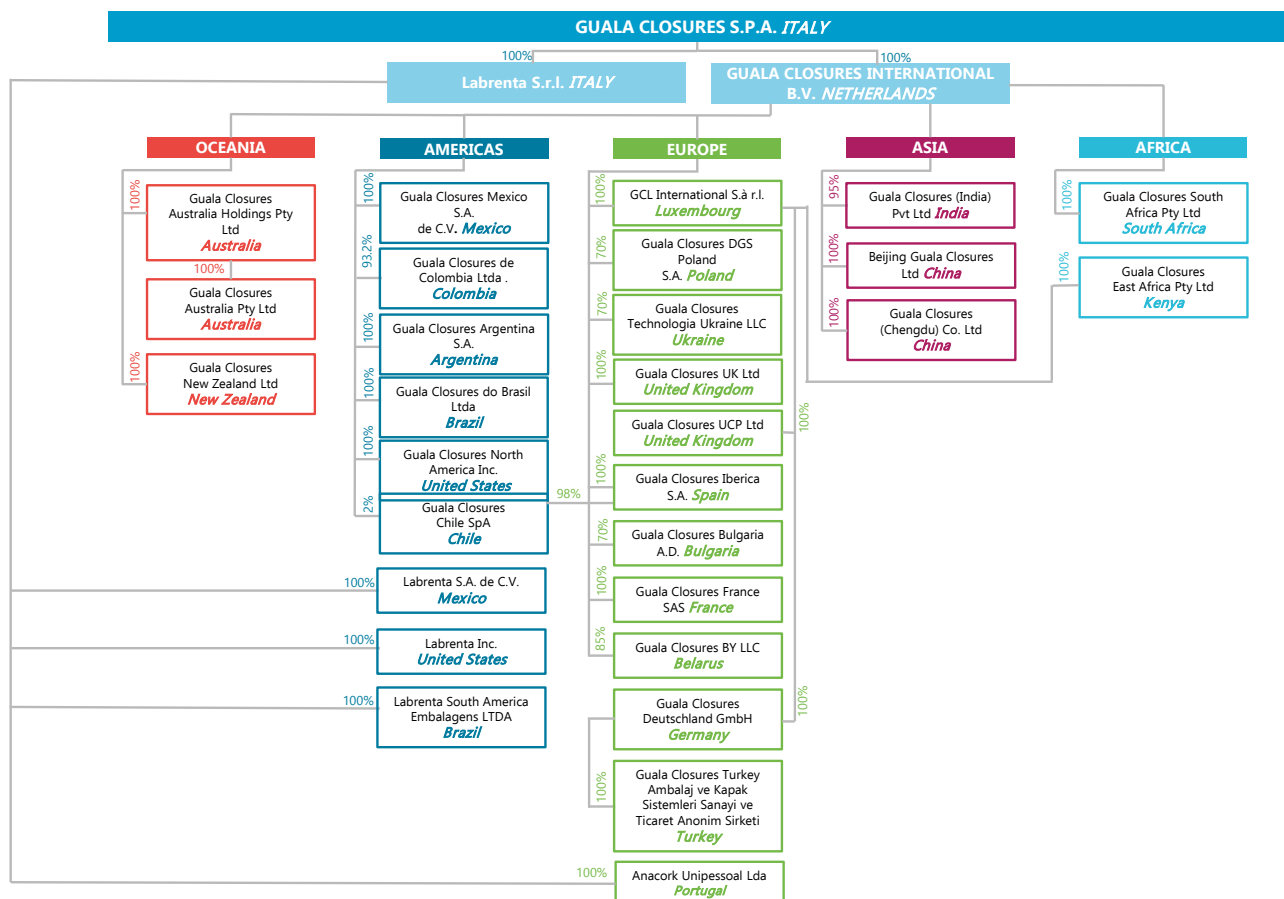 GUALA CLOSURES S.P.A. ITALY
100%
100%
Labrenta S.r.l. ITALY
GUALA CLOSURES INTERNATIONAL
B.V. NETHERLANDS
OCEANIA
100%
Guala Closures
Australia Holdings Pty
Ltd
Australia
100%
Guala Closures
Australia Pty Ltd
Australia
100%
Guala Closures
New Zealand Ltd
New Zealand
AMERICAS
100%
Guala Closures Mexico
S.A.
de C.V. Mexico
93.2%
Guala Closures de
Colombia Ltda .
Colombia
100%
Guala Closures Argentina
S.A.
Argentina
100%
Guala Closures do Brasil
Ltda
Brazil
100%
Guala Closures North
America Inc.
United States
2%
Guala Closures
Chile SpA
Chile
98%
100%
Labrenta S.A. de C.V.
Mexico
100%
Labrenta Inc.
United States
100%
Labrenta South America
Embalagens LTDA
Brazil
EUROPE
100%
GCL International S.à r.l.
Luxembourg
70%
Guala Closures DGS
Poland
S.A. Poland
70%
Guala Closures
Technologia Ukraine LLC
Ukraine
100%
Guala Closures UK Ltd
United Kingdom
Guala Closures UCP Ltd
United Kingdom
100%
100%
Guala Closures Iberica
S.A. Spain
70%
Guala Closures Bulgaria
A.D. Bulgaria
100%
Guala Closures France
SAS France
85%
Guala Closures BY LLC
Belarus
Guala Closures
Deutschland GmbH
Germany
100%
100%
Guala Closures Turkey
Ambalaj ve Kapak
Sistemleri Sanayi ve
Ticaret Anonim Sirketi
Turkey
100%
Anacork Unipessoal Lda
Portugal
ASIA
95%
Guala Closures (India)
Pvt Ltd India
100%
Beijing Guala Closures
Ltd China
100%
Guala Closures
(Chengdu) Co. Ltd
China
AFRICA
100%
Guala Closures South
Africa Pty Ltd
South Africa
100%
Guala Closures
East Africa Pty Ltd
Kenya